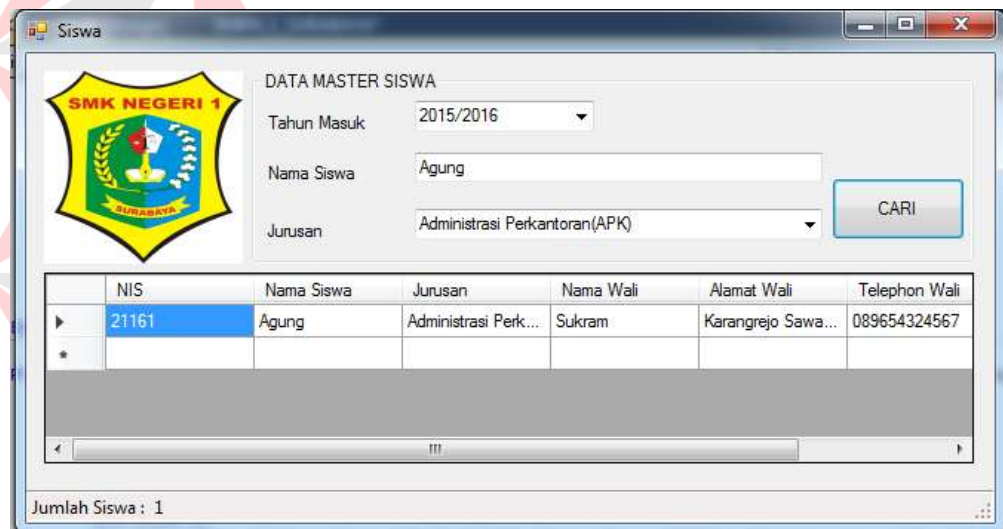 Siswa
SMK NEGERI 1
SURABAYA
DATA MASTER SISWA
Tahun Masuk 2015/2016
Nama Siswa Agung
Jurusan Administrasi Perkantoran(APK)
CARI
NIS Nama Siswa Jurusan Nama Wali Alamat Wali Telephon Wali
21161 Agung Administrasi Perk... Sukram Karangrejo Sawa... 089654324567
Jumlah Siswa : 1